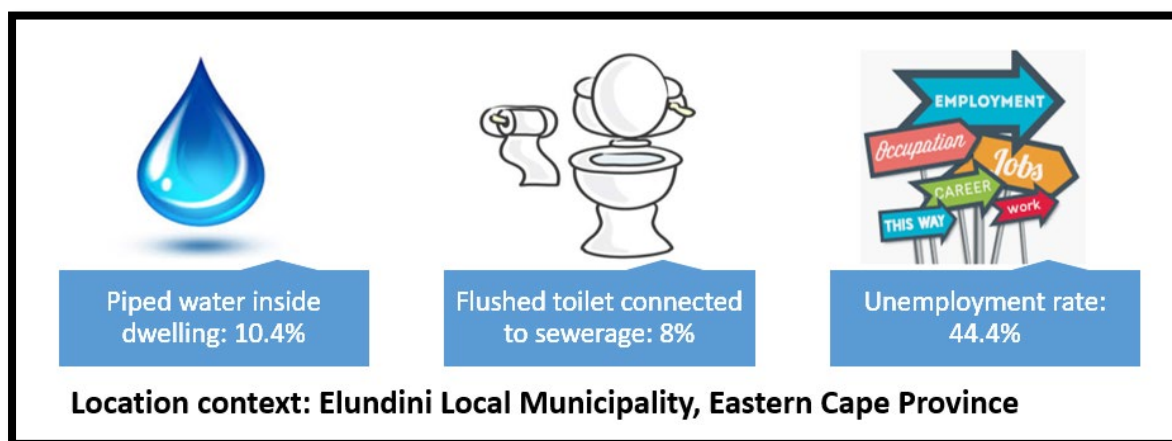 EMPLOYMENT
Occupation
Jobs
CAREER
THIS WAY
work
Piped water inside
dwelling: 10.4%
Flushed toilet connected
to sewerage: 8%
Unemployment rate:
44.4%
Location context: Elundini Local Municipality, Eastern Cape Province